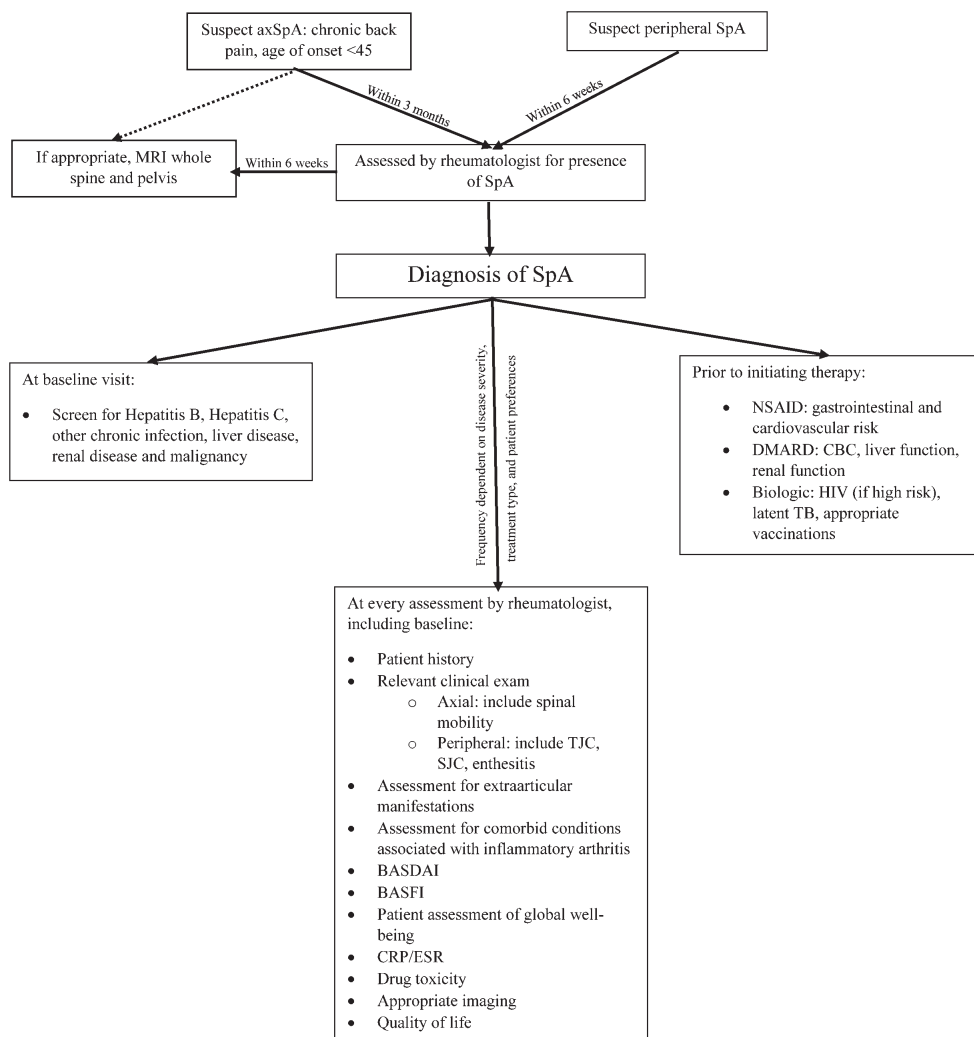 Suspect axSpA: chronic back
pain, age of onset <45
Suspect peripheral SpA
Within 3 months
Within 6 weeks
If appropriate, MRI whole
spine and pelvis
Within 6 weeks
Assessed by rheumatologist for presence
of SpA
Diagnosis of SpA
At baseline visit:
• Screen for Hepatitis B, Hepatitis C,
other chronic infection, liver disease,
renal disease and malignancy
Frequency dependent on disease severity,
treatment type, and patient preferences
Prior to initiating therapy:
• NSAID: gastrointestinal and
cardiovascular risk
• DMARD: CBC, liver function,
renal function
• Biologic: HIV (if high risk),
latent TB, appropriate
vaccinations
At every assessment by rheumatologist,
including baseline:
• Patient history
• Relevant clinical exam
o Axial: include spinal
mobility
o Peripheral: include TJC,
SJC, enthesitis
• Assessment for extraarticular
manifestations
• Assessment for comorbid conditions
associated with inflammatory arthritis
• BASDAI
• BASFI
• Patient assessment of global well-
being
• CRP/ESR
• Drug toxicity
• Appropriate imaging
• Quality of life